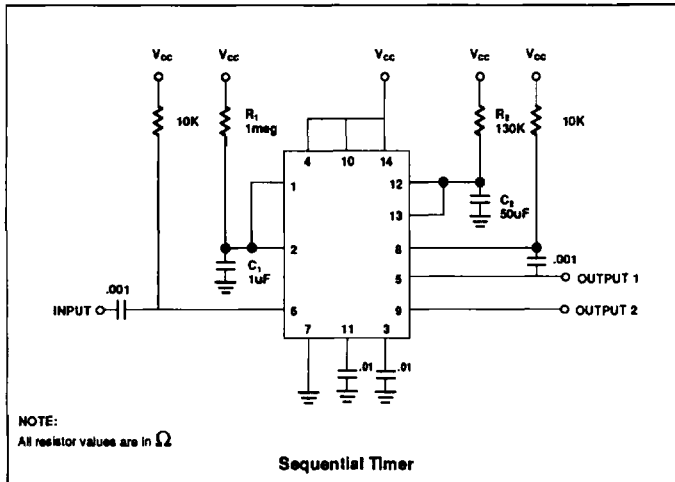 Vcc Vcc Vcc Vcc Vcc
10K R1 1meg R2 130K 10K
4 10 14
1 12
13 C2 50uF
2 8
C1 1uF .001
.001 5 OUTPUT 1
INPUT 6 9 OUTPUT 2
7 11 3
.01 .01
NOTE:
All resistor values are in Ω
Sequential Timer